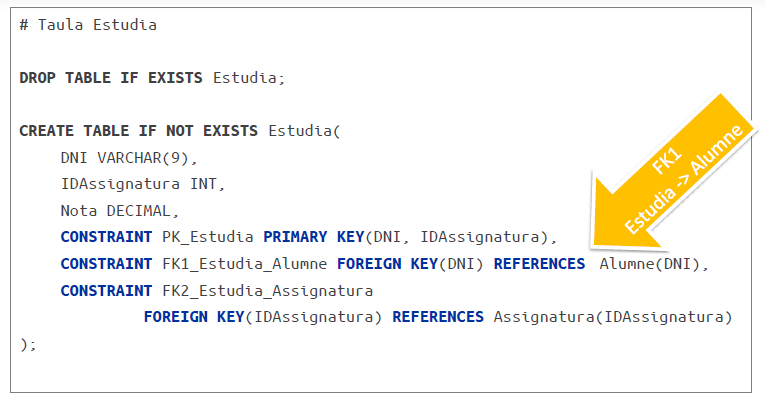 # Taula Estudia
DROP TABLE IF EXISTS Estudia;
CREATE TABLE IF NOT EXISTS Estudia(
DNI VARCHAR(9),
IDAssignatura INT,
Nota DECIMAL,
CONSTRAINT PK_Estudia PRIMARY KEY(DNI, IDAssignatura),
CONSTRAINT FK1_Estudia_Alumne FOREIGN KEY(DNI) REFERENCES Alumne(DNI),
CONSTRAINT FK2_Estudia_Assignatura
FOREIGN KEY(IDAssignatura) REFERENCES Assignatura(IDAssignatura)
);
FK1
Estudia -> Alumne